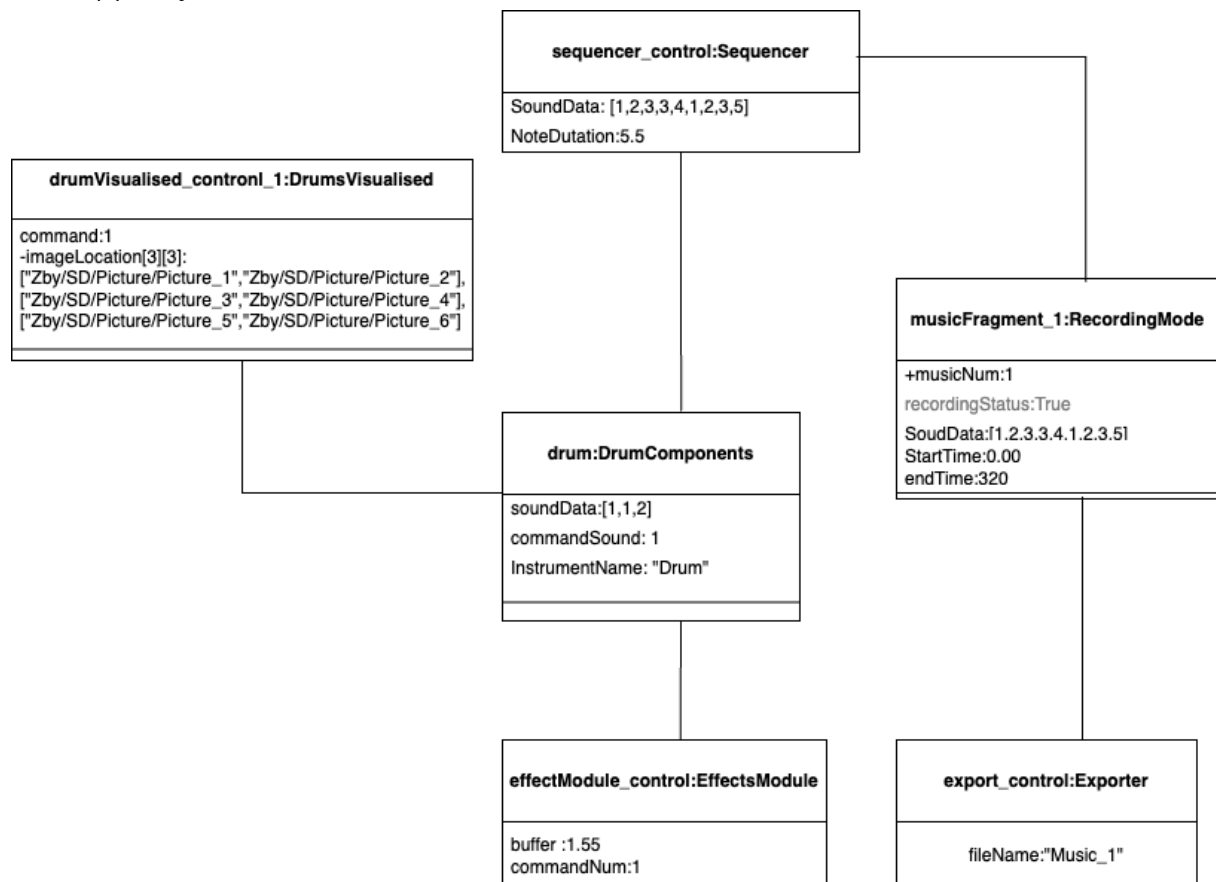 sequencer_control:Sequencer
SoundData: [1,2,3,3,4,1,2,3,5]
NoteDutation:5.5
drumVisualised_contronl_1:DrumsVisualised
command:1
-imageLocation[3][3]:
["Zby/SD/Picture/Picture_1","Zby/SD/Picture/Picture_2"],
["Zby/SD/Picture/Picture_3","Zby/SD/Picture/Picture_4"],
["Zby/SD/Picture/Picture_5","Zby/SD/Picture/Picture_6"]
musicFragment_1:RecordingMode
+musicNum:1
recordingStatus:True
SoudData:[1.2.3.3.4.1.2.3.5]
StartTime:0.00
endTime:320
drum:DrumComponents
soundData:[1,1,2]
commandSound: 1
InstrumentName: "Drum"
effectModule_control:EffectsModule
buffer :1.55
commandNum:1
export_control:Exporter
fileName:"Music_1"